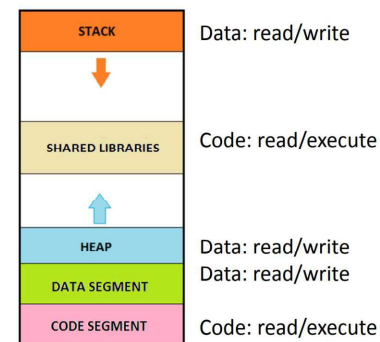 STACK
Data: read/write
SHARED LIBRARIES
Code: read/execute
HEAP
Data: read/write
DATA SEGMENT
Data: read/write
CODE SEGMENT
Code: read/execute